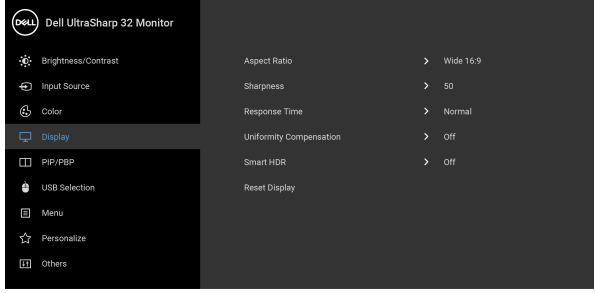 DELL Dell UltraSharp 32 Monitor
Brightness/Contrast
Input Source
Color
Display
PIP/PBP
USB Selection
Menu
Personalize
Others
Aspect Ratio > Wide 16:9
Sharpness > 50
Response Time > Normal
Uniformity Compensation > Off
Smart HDR > Off
Reset Display